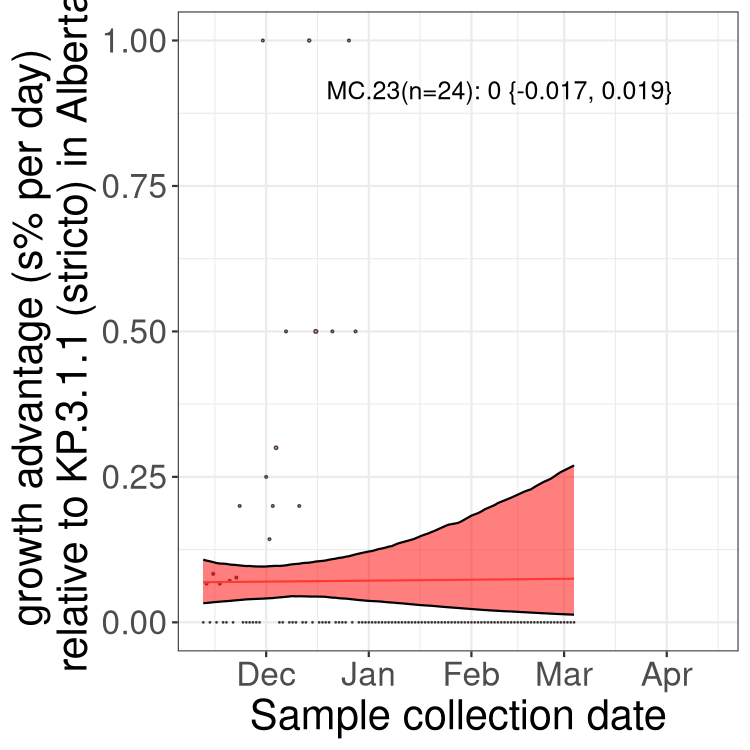 growth advantage (s% per day)
relative to KP.3.1.1 (stricto) in Alberta
1.00
0.75
0.50
0.25
0.00
MC.23(n=24): 0 {-0.017, 0.019}
Dec Jan Feb Mar Apr
Sample collection date